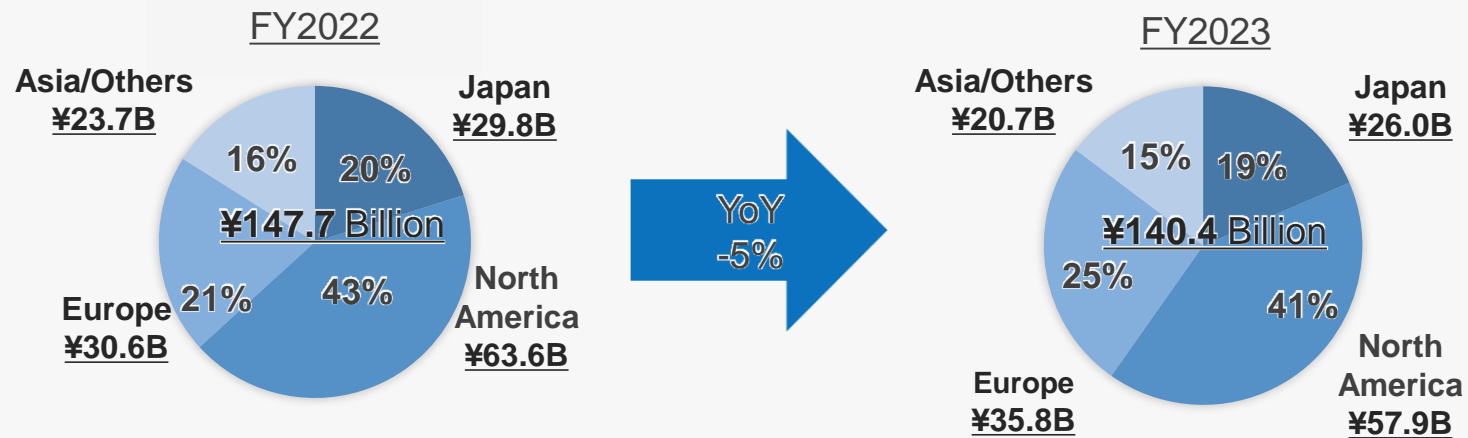 FY2022
Asia/Others
¥23.7B
Japan
¥29.8B
16%
20%
¥147.7 Billion
21%
43%
Europe
¥30.6B
North
America
¥63.6B
YoY
-5%
FY2023
Asia/Others
¥20.7B
Japan
¥26.0B
15%
19%
¥140.4 Billion
25%
41%
Europe
¥35.8B
North
America
¥57.9B